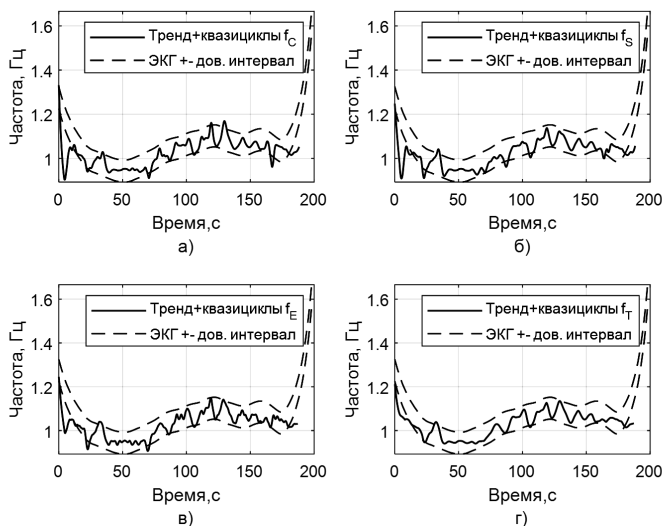 Частота, Гц
1.6
1.4
1.2
1
Тренд+квазициклы f_C
ЭКГ +- дов. интервал
0 50 100 150 200
Время,с
а)
Частота, Гц
1.6
1.4
1.2
1
Тренд+квазициклы f_S
ЭКГ +- дов. интервал
0 50 100 150 200
Время,с
б)
Частота, Гц
1.6
1.4
1.2
1
Тренд+квазициклы f_E
ЭКГ +- дов. интервал
0 50 100 150 200
Время,с
в)
Частота, Гц
1.6
1.4
1.2
1
Тренд+квазициклы f_T
ЭКГ +- дов. интервал
0 50 100 150 200
Время,с
г)